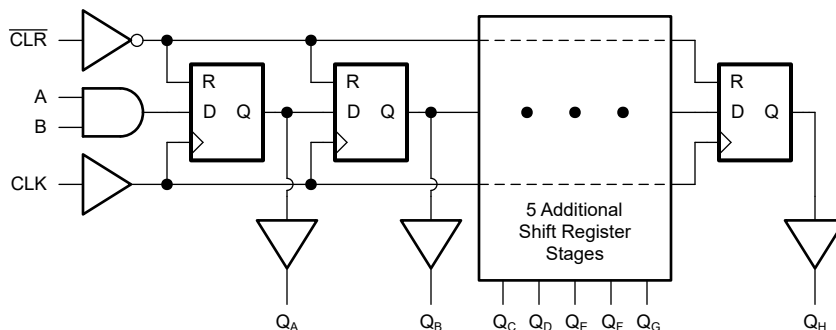 CLR
R
R
R
A
D
Q
D
Q
D
Q
B
CLK
5 Additional
Shift Register
Stages
QA
QB
QC
QD
QE
QF
QG
QH